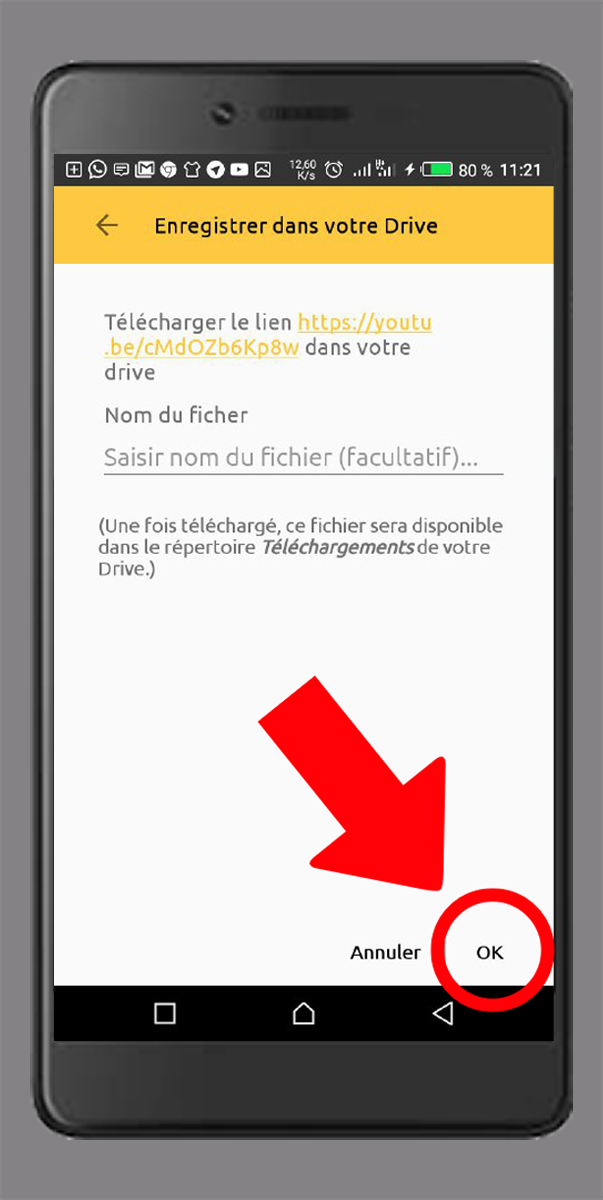 12,60
K/s
80 % 11:21
Enregistrer dans votre Drive
Télécharger le lien https://youtu
.be/cMdOZb6Kp8w dans votre
drive
Nom du ficher
Saisir nom du fichier (facultatif)...
(Une fois téléchargé, ce fichier sera disponible
dans le répertoire Téléchargements de votre
Drive.)
Annuler OK